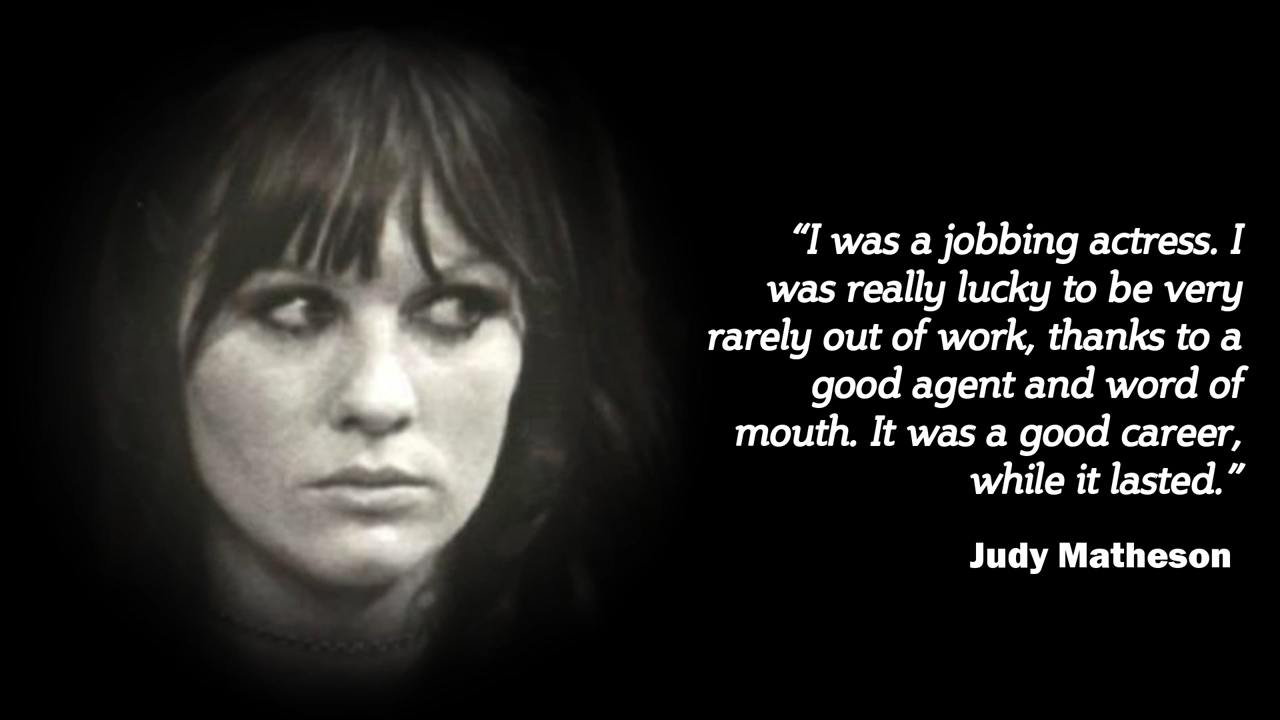 “I was a jobbing actress. I
was really lucky to be very
rarely out of work, thanks to a
good agent and word of
mouth. It was a good career,
while it lasted.”
Judy Matheson